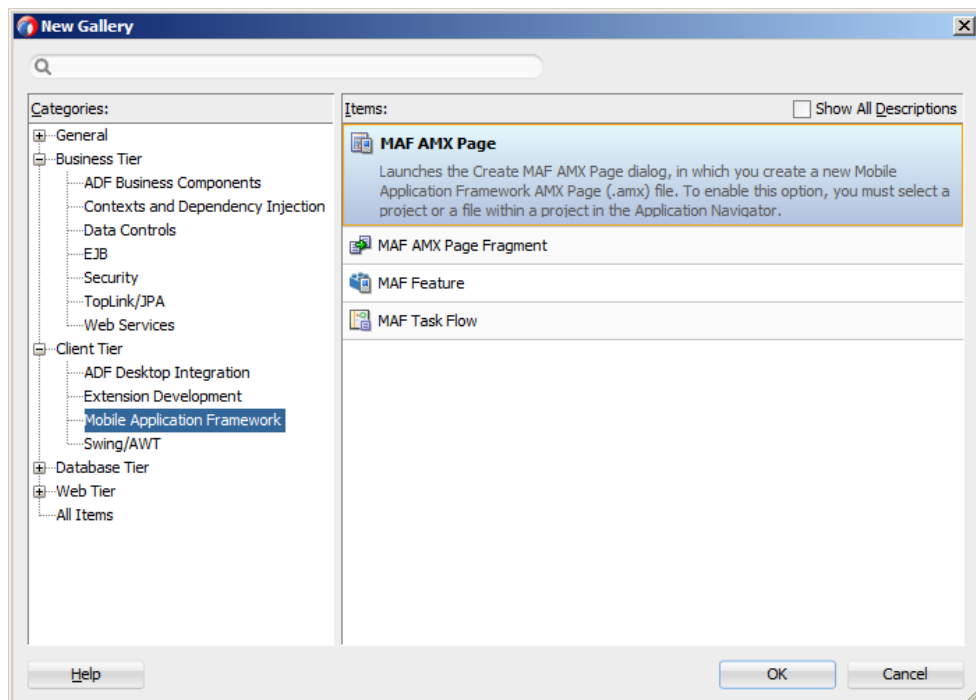 New Gallery
Categories:
General
Business Tier
ADF Business Components
Contexts and Dependency Injection
Data Controls
EJB
Security
TopLink/JPA
Web Services
Client Tier
ADF Desktop Integration
Extension Development
Mobile Application Framework
Swing/AWT
Database Tier
Web Tier
All Items
Items:
Show All Descriptions
MAF AMX Page
Launches the Create MAF AMX Page dialog, in which you create a new Mobile
Application Framework AMX Page (.amx) file. To enable this option, you must select a
project or a file within a project in the Application Navigator.
MAF AMX Page Fragment
MAF Feature
MAF Task Flow
Help
OK
Cancel